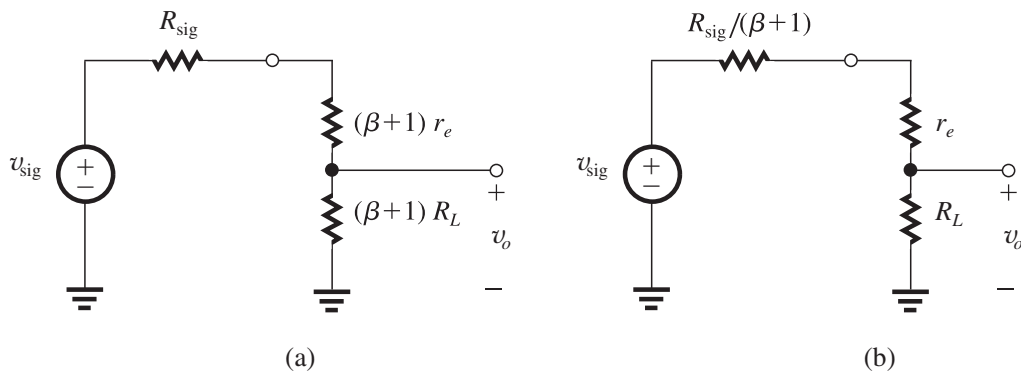 R_sig
v_sig
+
−
(β+1) r_e
(β+1) R_L
+
v_o
−
(a)
R_sig/(β+1)
v_sig
+
−
r_e
R_L
+
v_o
−
(b)